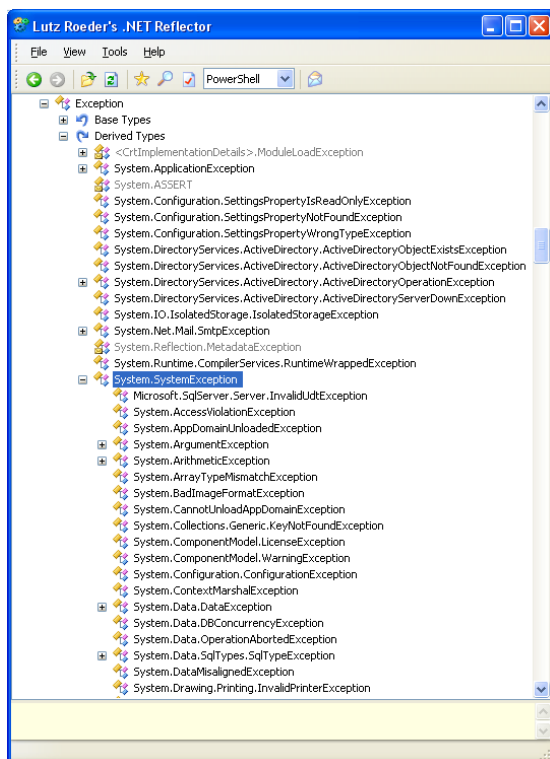 Lutz Roeder's .NET Reflector
File View Tools Help
PowerShell
Exception
Base Types
Derived Types
<CrtImplementationDetails>.ModuleLoadException
System.ApplicationException
System.ASSERT
System.Configuration.SettingsPropertyIsReadOnlyException
System.Configuration.SettingsPropertyNotFoundException
System.Configuration.SettingsPropertyWrongTypeException
System.DirectoryServices.ActiveDirectory.ActiveDirectoryObjectExistsException
System.DirectoryServices.ActiveDirectory.ActiveDirectoryObjectNotFoundException
System.DirectoryServices.ActiveDirectory.ActiveDirectoryOperationException
System.DirectoryServices.ActiveDirectory.ActiveDirectoryServerDownException
System.IO.IsolatedStorage.IsolatedStorageException
System.Net.Mail.SmtpException
System.Reflection.MetadataException
System.Runtime.CompilerServices.RuntimeWrappedException
System.SystemException
Microsoft.SqlServer.Server.InvalidUdtException
System.AccessViolationException
System.AppDomainUnloadedException
System.ArgumentException
System.ArithmeticException
System.ArrayTypeMismatchException
System.BadImageFormatException
System.CannotUnloadAppDomainException
System.Collections.Generic.KeyNotFoundException
System.ComponentModel.LicenseException
System.ComponentModel.WarningException
System.Configuration.ConfigurationException
System.ContextMarshalException
System.Data.DataException
System.Data.DBConcurrencyException
System.Data.OperationAbortedException
System.Data.SqlTypes.SqlTypeException
System.DataMisalignedException
System.Drawing.Printing.InvalidPrinterException